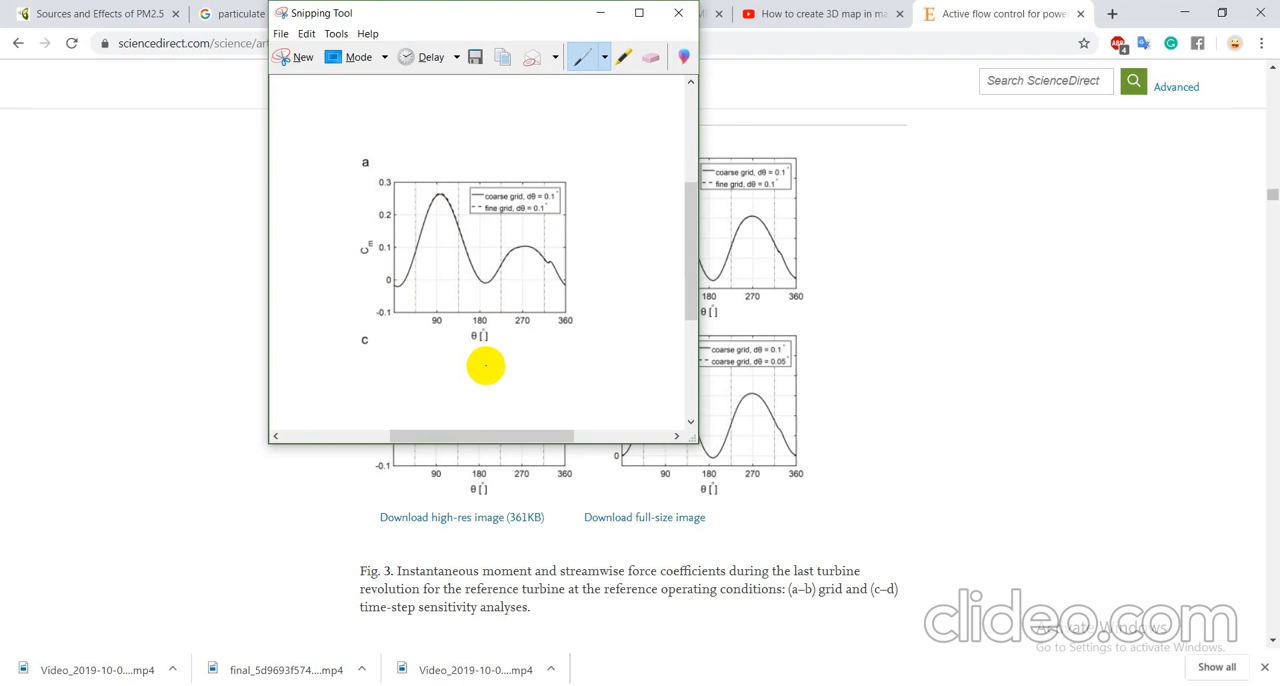 Sources and Effects of PM2.5
particulate
Snipping Tool
How to create 3D map in ma
Active flow control for powe
File Edit Tools Help
sciencedirect.com/science/art
New Mode Delay
Search ScienceDirect
Advanced
a
0.3
0.2
0.1
0
-0.1
Cm
coarse grid, dθ = 0.1°
fine grid, dθ = 0.1°
90 180 270 360
θ [°]
coarse grid, dθ = 0.1°
fine grid, dθ = 0.1°
180 270 360
θ [°]
c
coarse grid, dθ = 0.1°
coarse grid, dθ = 0.05°
-0.1
90 180 270 360
θ [°]
0
90 180 270 360
θ [°]
Download high-res image (361KB) Download full-size image
Fig. 3. Instantaneous moment and streamwise force coefficients during the last turbine
revolution for the reference turbine at the reference operating conditions: (a–b) grid and (c–d)
time-step sensitivity analyses.
clideo.com
Activate Windows
Go to Settings to activate Windows.
Video_2019-10-0....mp4 final_5d9693f574....mp4 Video_2019-10-0....mp4 Show all